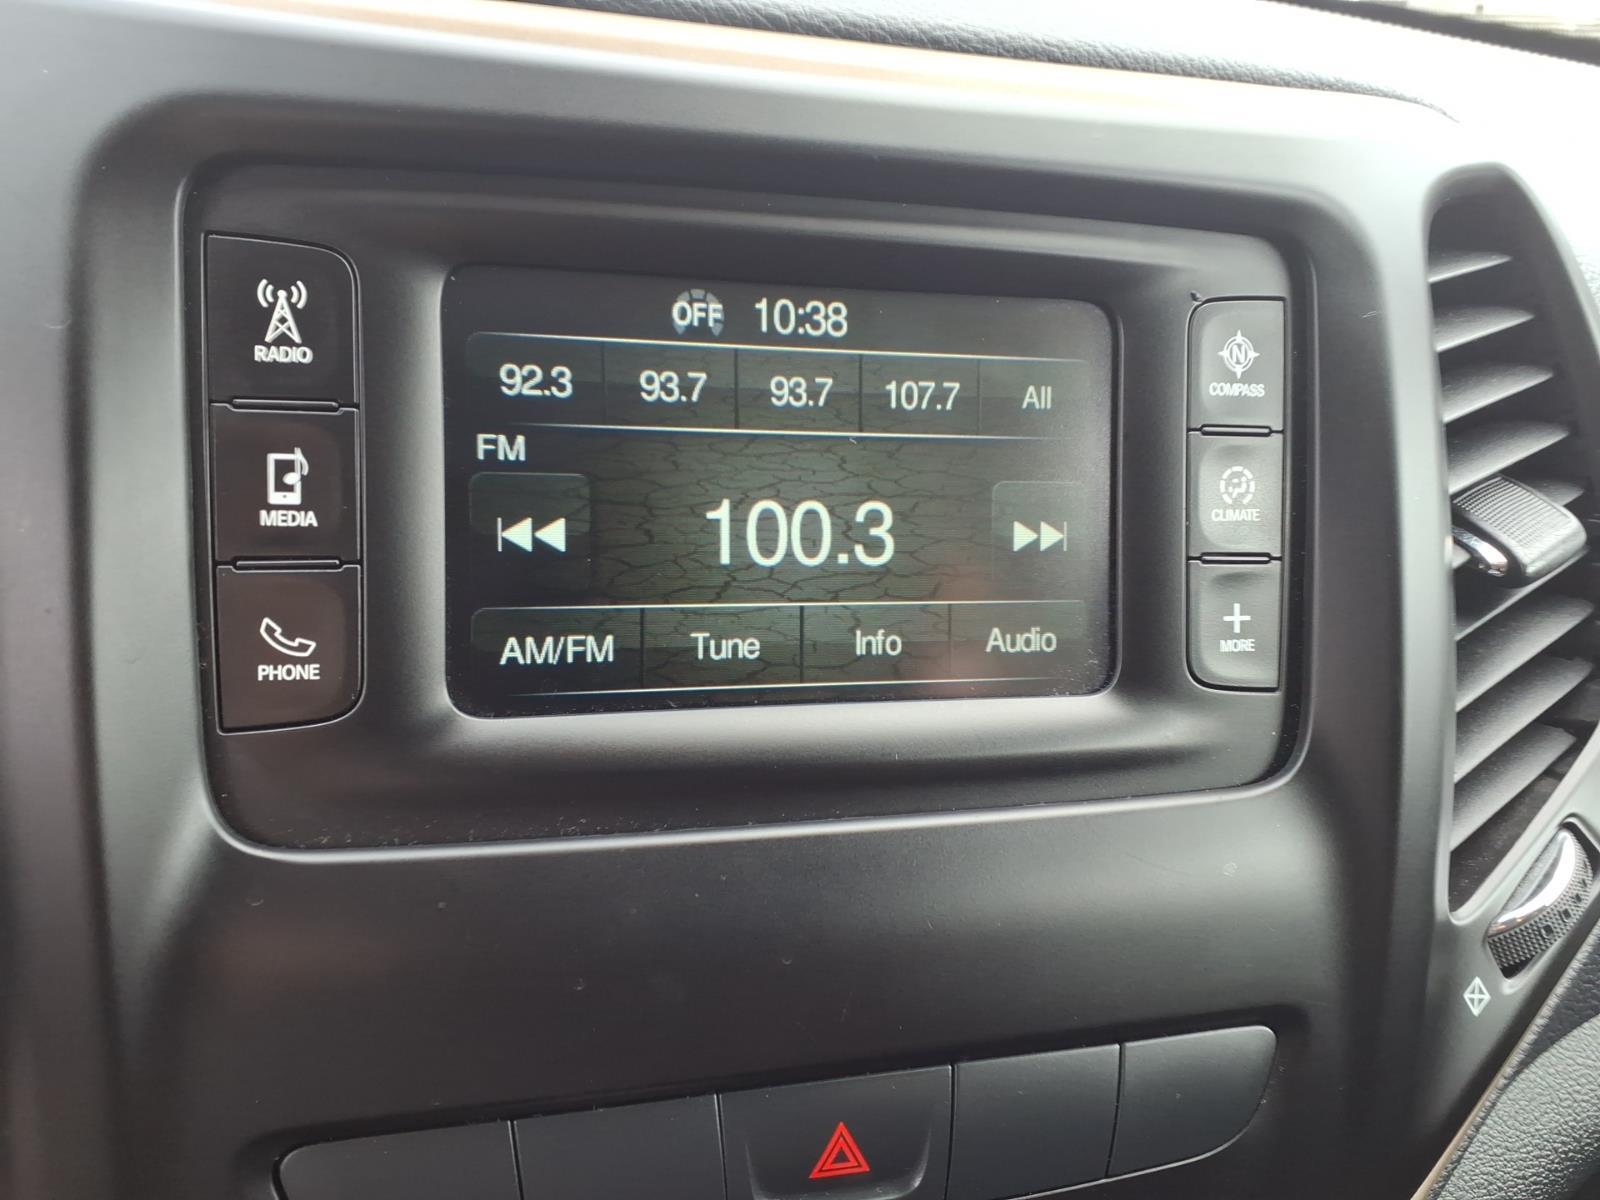 RADIO
MEDIA
PHONE
OFF 10:38
92.3 93.7 93.7 107.7 All
FM
100.3
AM/FM Tune Info Audio
N
COMPASS
CLIMATE
MORE